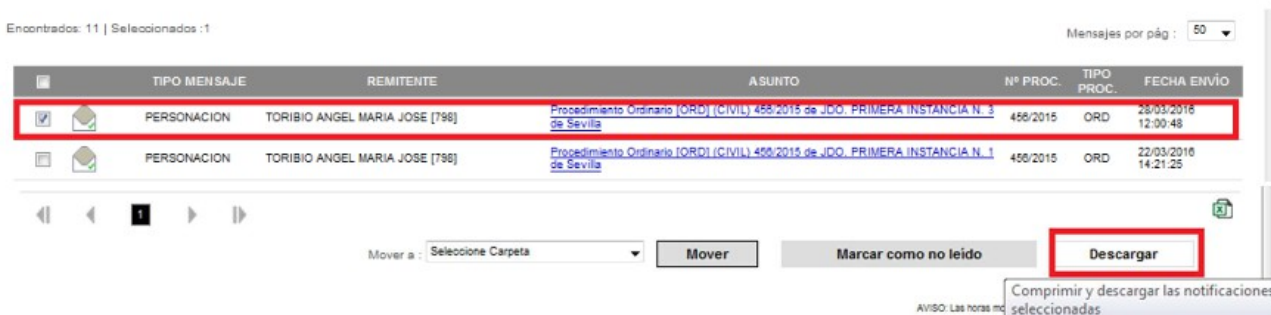 Encontrados: 11 | Seleccionados :1
Mensajes por pág : 50
TIPO MENSAJE REMITENTE ASUNTO Nº PROC. TIPO PROC. FECHA ENVÍO
PERSONACION TORIBIO ANGEL MARIA JOSE [798] Procedimiento Ordinario [ORD] (CIVIL) 456/2015 de JDO. PRIMERA INSTANCIA N. 3 456/2015 ORD 28/03/2016
de Sevilla 12:00:48
PERSONACION TORIBIO ANGEL MARIA JOSE [798] Procedimiento Ordinario [ORD] (CIVIL) 456/2015 de JDO. PRIMERA INSTANCIA N. 1 456/2015 ORD 22/03/2016
de Sevilla 14:21:25
1
Mover a : Seleccione Carpeta Mover Marcar como no leído Descargar
Comprimir y descargar las notificaciones
AVISO: Las horas seleccionadas